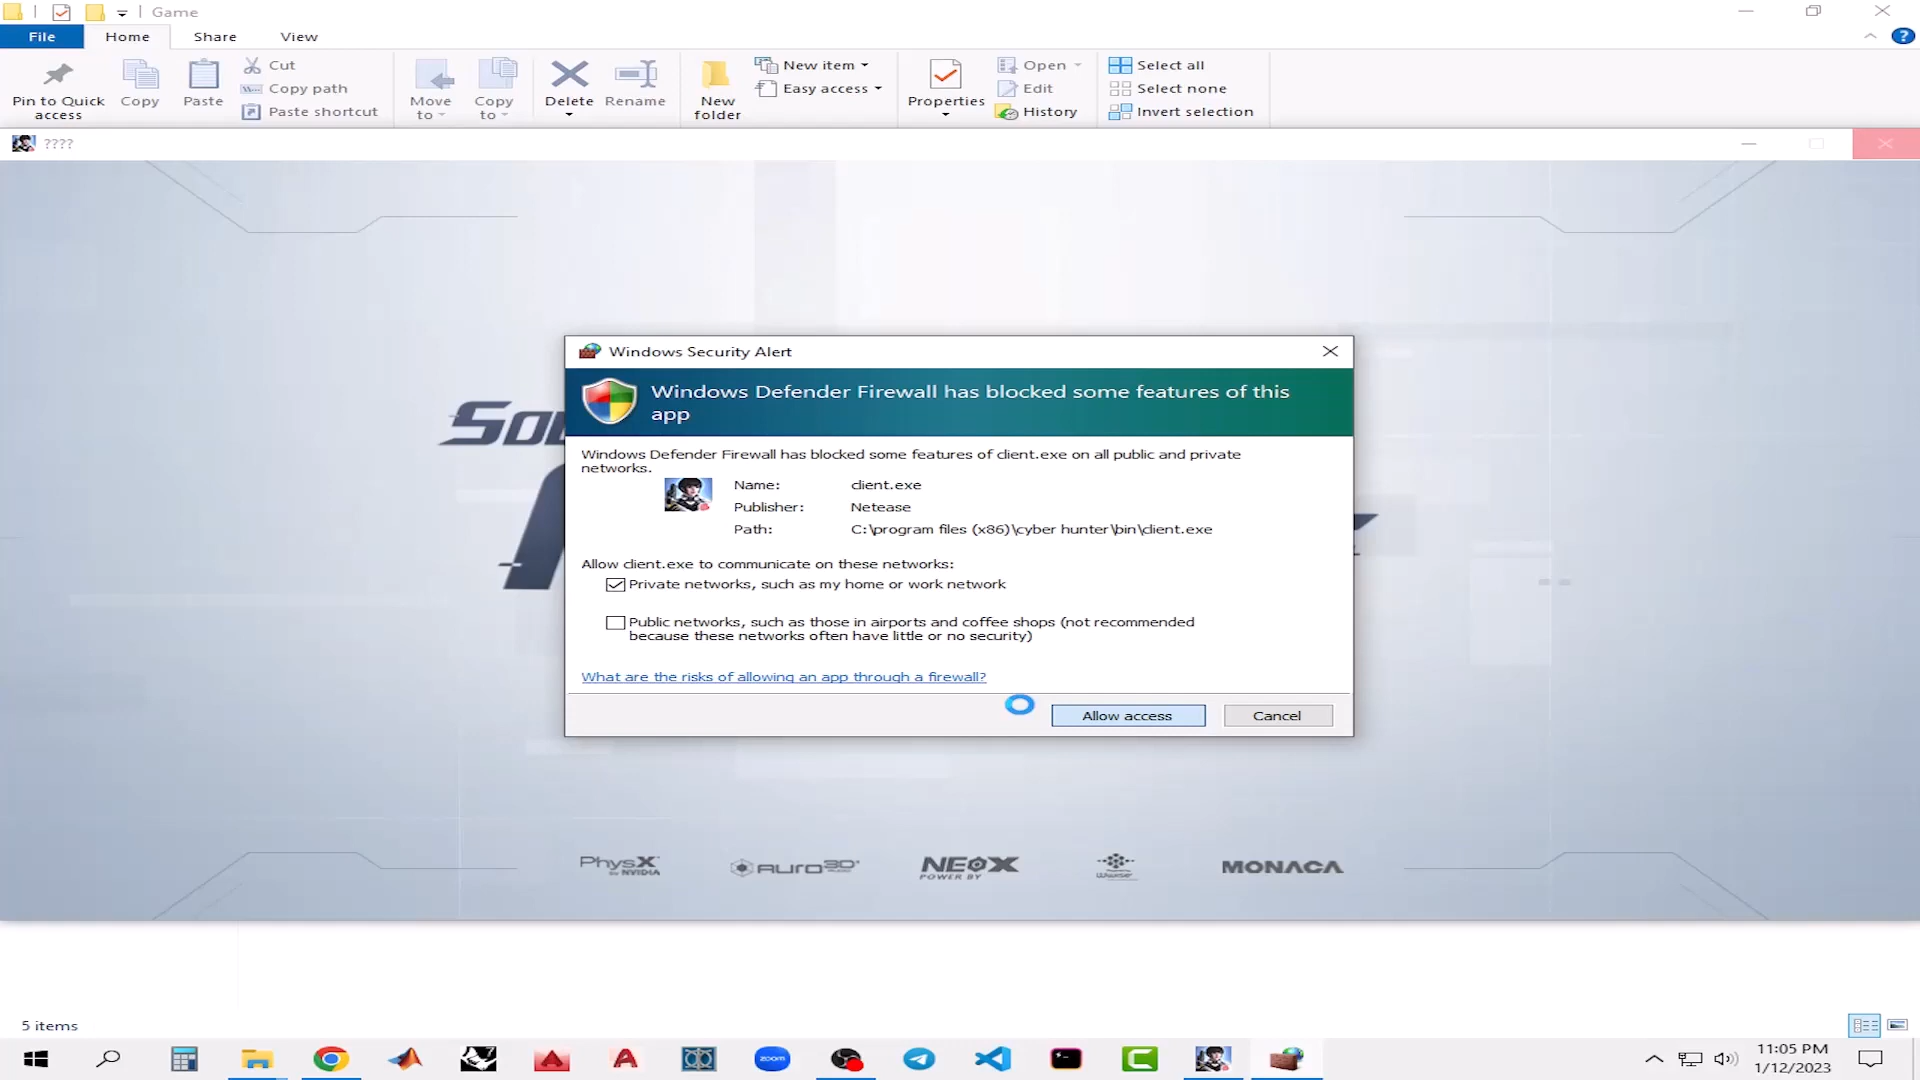 Game
File
Home
Share
View
Pin to Quick
access
Copy
Paste
Cut
Copy path
Paste shortcut
Move
to
Copy
to
Delete
Rename
New
folder
New item
Easy access
Properties
Open
Edit
History
Select all
Select none
Invert selection
????
Windows Security Alert
Windows Defender Firewall has blocked some features of this
app
Windows Defender Firewall has blocked some features of client.exe on all public and private
networks.
Name: client.exe
Publisher: Netease
Path: C:\program files (x86)\cyber hunter\bin\client.exe
Allow client.exe to communicate on these networks:
Private networks, such as my home or work network
Public networks, such as those in airports and coffee shops (not recommended
because these networks often have little or no security)
What are the risks of allowing an app through a firewall?
Allow access
Cancel
PhysX
by NVIDIA
AURO3D
NEOX
POWER BY
Wwise
MONACA
5 items
zoom
11:05 PM
1/12/2023